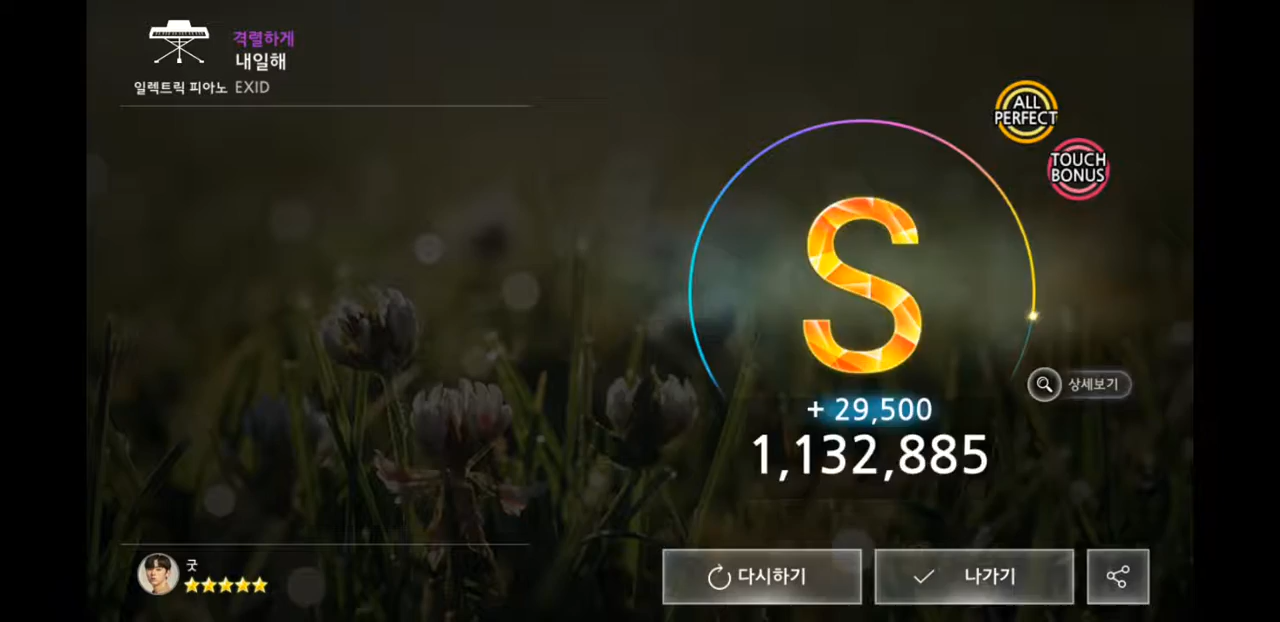 격렬하게
내일해
일렉트릭 피아노 EXID
ALL
PERFECT
TOUCH
BONUS
S
상세보기
+ 29,500
1,132,885
굿
다시하기
나가기